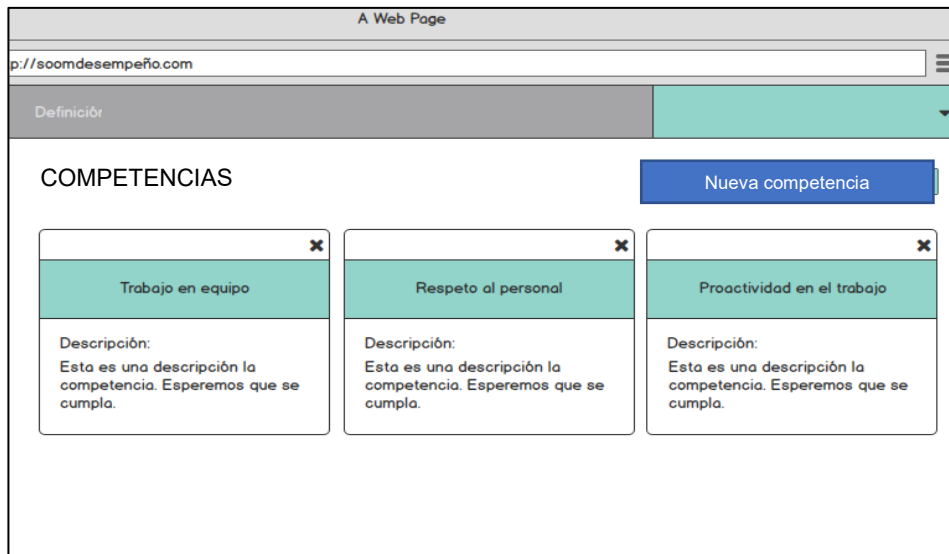 A Web Page
p://soomdesempeño.com
Definición
COMPETENCIAS
Nueva competencia
Trabajo en equipo
Descripción:
Esta es una descripción la
competencia. Esperemos que se
cumpla.
Respeto al personal
Descripción:
Esta es una descripción la
competencia. Esperemos que se
cumpla.
Proactividad en el trabajo
Descripción:
Esta es una descripción la
competencia. Esperemos que se
cumpla.